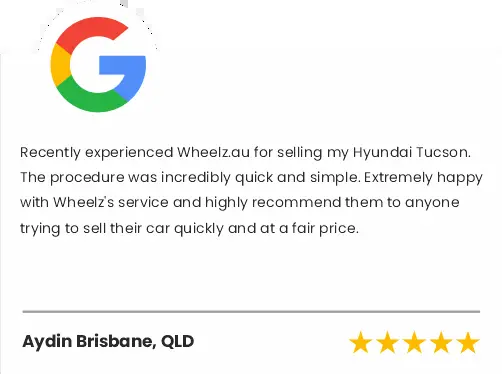 Recently experienced Wheelz.au for selling my Hyundai Tucson.
The procedure was incredibly quick and simple. Extremely happy
with Wheelz's service and highly recommend them to anyone
trying to sell their car quickly and at a fair price.
Aydin Brisbane, QLD